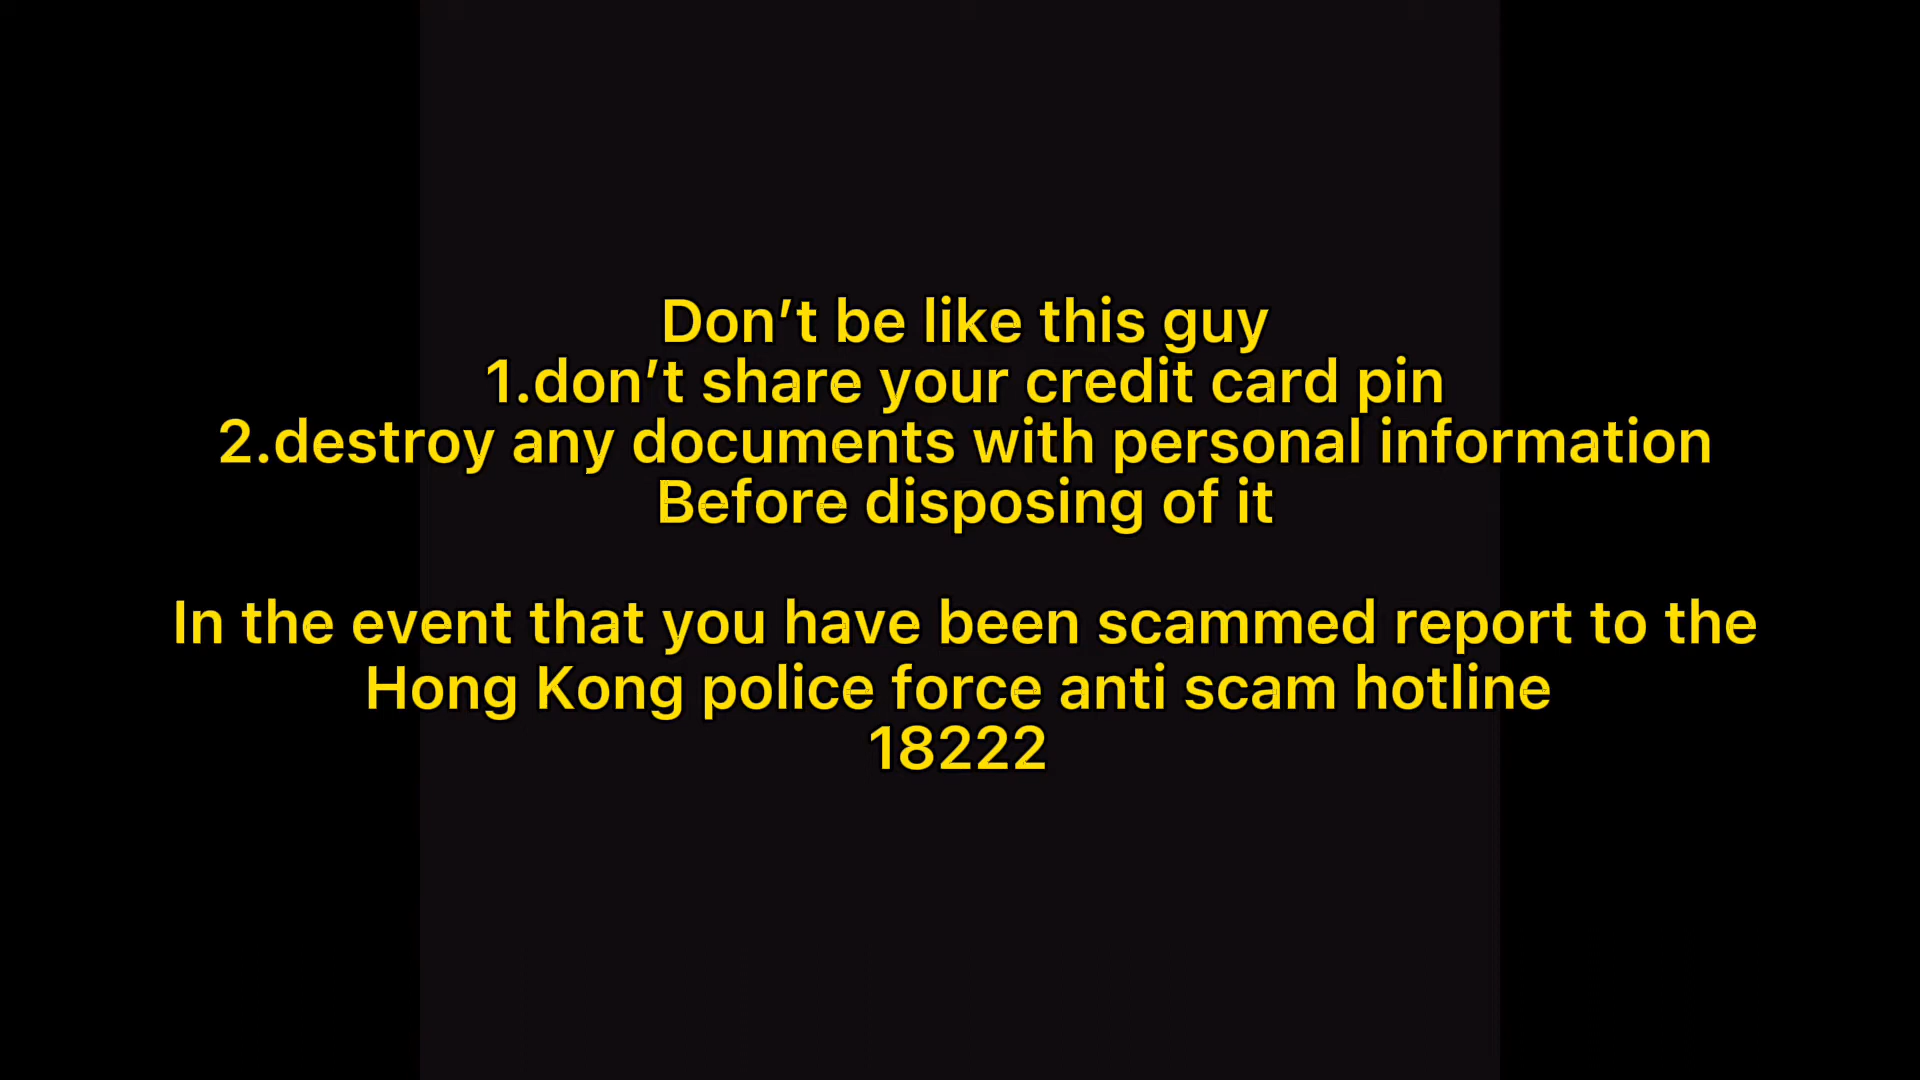 Don’t be like this guy
1.don’t share your credit card pin
2.destroy any documents with personal information
Before disposing of it
In the event that you have been scammed report to the
Hong Kong police force anti scam hotline
18222